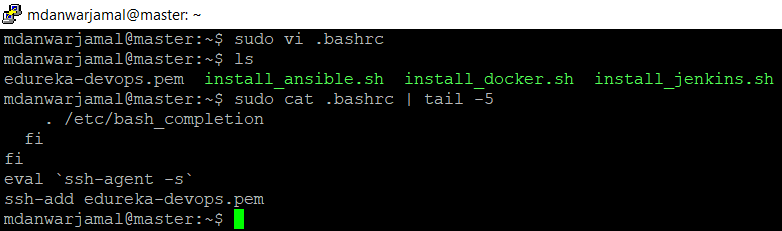 mdanwarjamal@master: ~
mdanwarjamal@master:~$ sudo vi .bashrc
mdanwarjamal@master:~$ ls
edureka-devops.pem  install_ansible.sh  install_docker.sh  install_jenkins.sh
mdanwarjamal@master:~$ sudo cat .bashrc | tail -5
    . /etc/bash_completion
  fi
fi
eval `ssh-agent -s`
ssh-add edureka-devops.pem
mdanwarjamal@master:~$